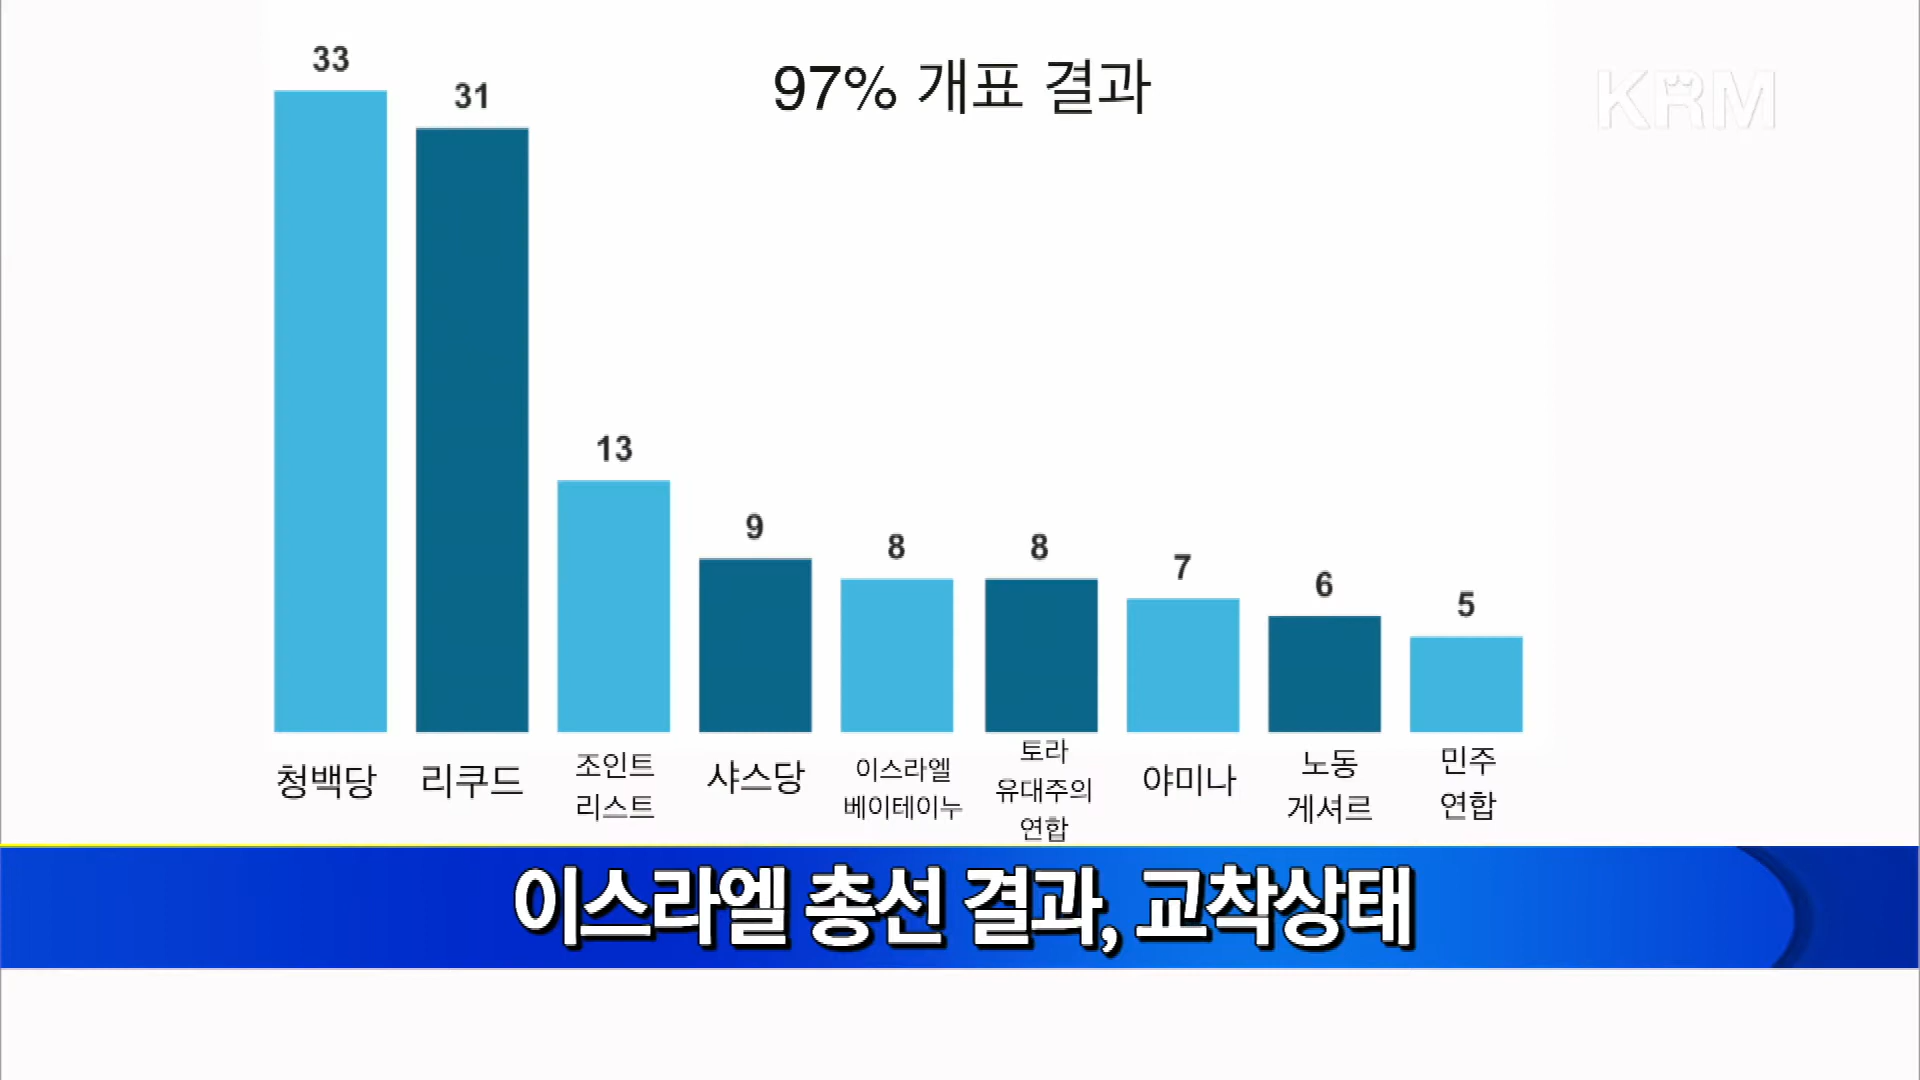 97% 개표 결과
KRM
33
31
13
9
8
8
7
6
5
청백당
리쿠드
조인트
리스트
샤스당
이스라엘
베이테이누
토라
유대주의
연합
야미나
노동
게셔르
민주
연합
이스라엘 총선 결과, 교착상태